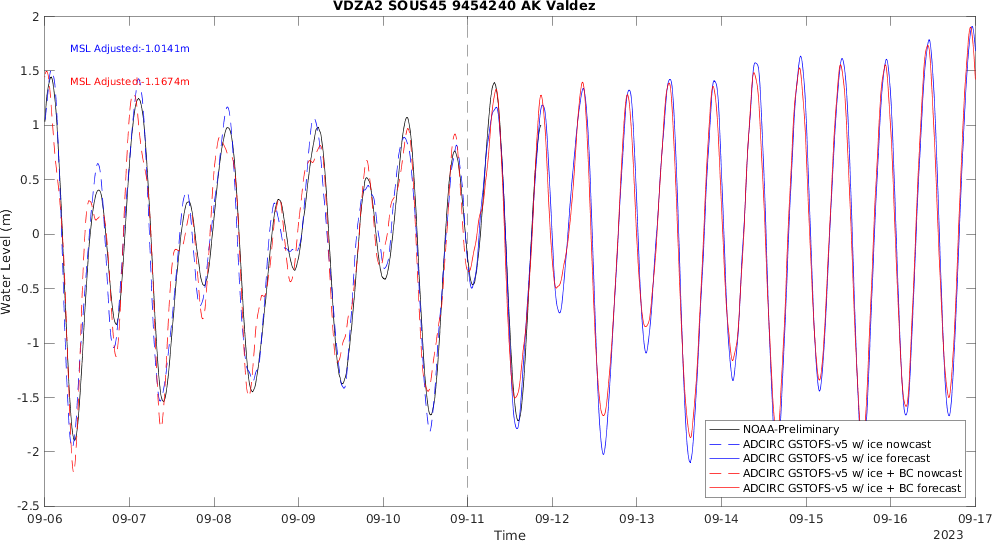 VDZA2 SOUS45 9454240 AK Valdez
MSL Adjusted:-1.0141m
MSL Adjusted:-1.1674m
Water Level (m)
2
1.5
1
0.5
0
-0.5
-1
-1.5
-2
-2.5
NOAA-Preliminary
ADCIRC GSTOFS-v5 w/ ice nowcast
ADCIRC GSTOFS-v5 w/ ice forecast
ADCIRC GSTOFS-v5 w/ ice + BC nowcast
ADCIRC GSTOFS-v5 w/ ice + BC forecast
09-06 09-07 09-08 09-09 09-10 09-11 09-12 09-13 09-14 09-15 09-16 09-17
Time
2023